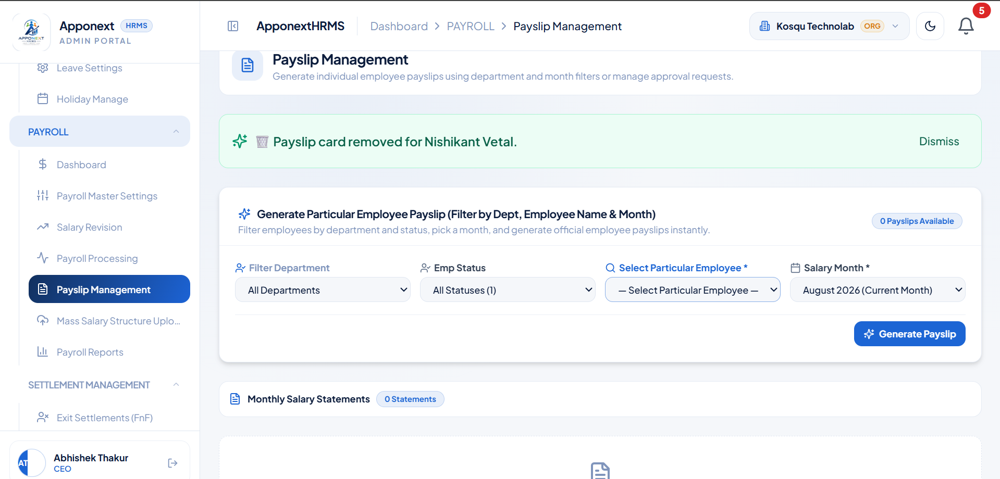 APPONEXT
HRMS
Apponext HRMS
ADMIN PORTAL
Leave Settings
Holiday Manage
PAYROLL
Dashboard
Payroll Master Settings
Salary Revision
Payroll Processing
Payslip Management
Mass Salary Structure Uplo...
Payroll Reports
SETTLEMENT MANAGEMENT
Exit Settlements (FnF)
AT
Abhishek Thakur
CEO
ApponextHRMS
Dashboard > PAYROLL > Payslip Management
Kosqu Technolab ORG
5
Payslip Management
Generate individual employee payslips using department and month filters or manage approval requests.
Payslip card removed for Nishikant Vetal.
Dismiss
Generate Particular Employee Payslip (Filter by Dept, Employee Name & Month)
Filter employees by department and status, pick a month, and generate official employee payslips instantly.
0 Payslips Available
Filter Department
All Departments
Emp Status
All Statuses (1)
Select Particular Employee *
— Select Particular Employee —
Salary Month *
August 2026 (Current Month)
Generate Payslip
Monthly Salary Statements
0 Statements